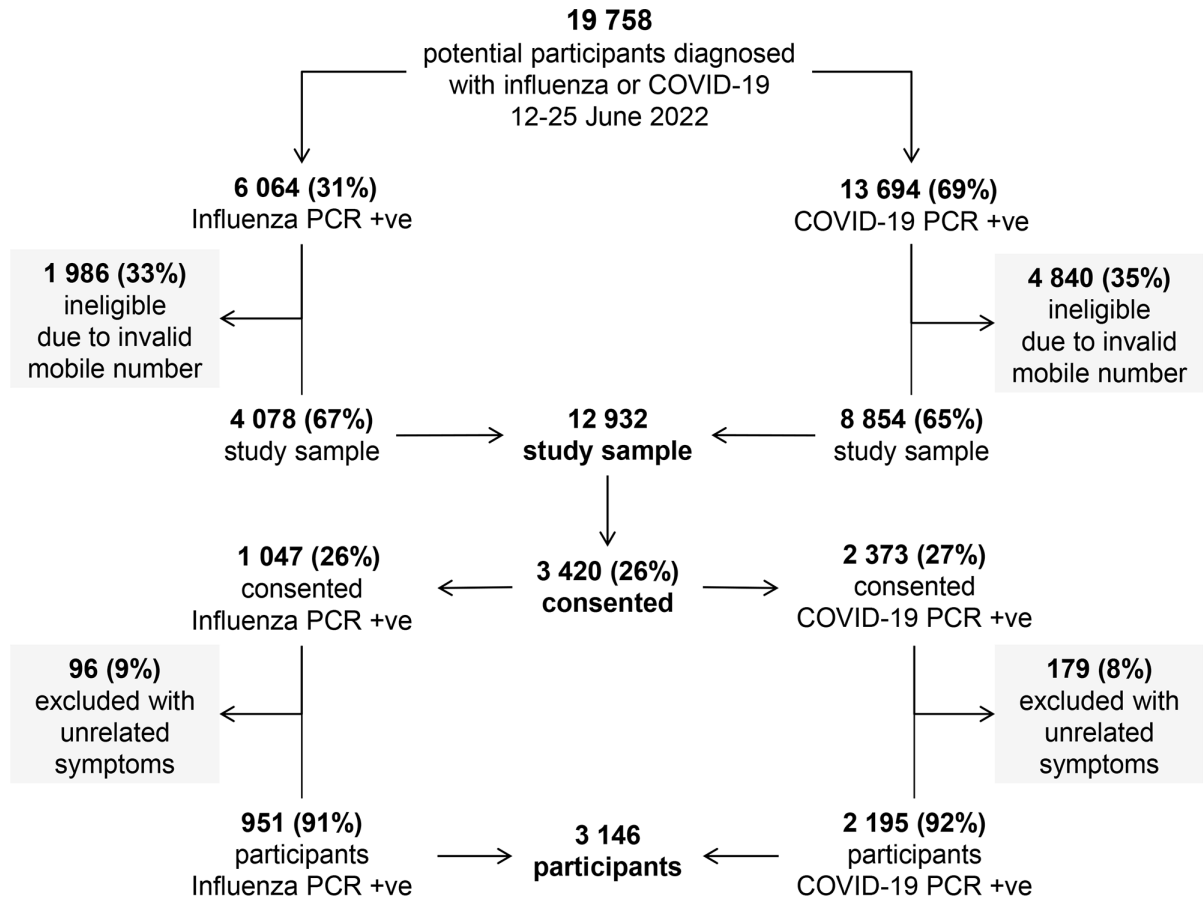 19 758
potential participants diagnosed
with influenza or COVID-19
12-25 June 2022
6 064 (31%)
Influenza PCR +ve
13 694 (69%)
COVID-19 PCR +ve
1 986 (33%)
ineligible
due to invalid
mobile number
4 840 (35%)
ineligible
due to invalid
mobile number
4 078 (67%)
study sample
12 932
study sample
8 854 (65%)
study sample
1 047 (26%)
consented
Influenza PCR +ve
3 420 (26%)
consented
2 373 (27%)
consented
COVID-19 PCR +ve
96 (9%)
excluded with
unrelated
symptoms
179 (8%)
excluded with
unrelated
symptoms
951 (91%)
participants
Influenza PCR +ve
3 146
participants
2 195 (92%)
participants
COVID-19 PCR +ve